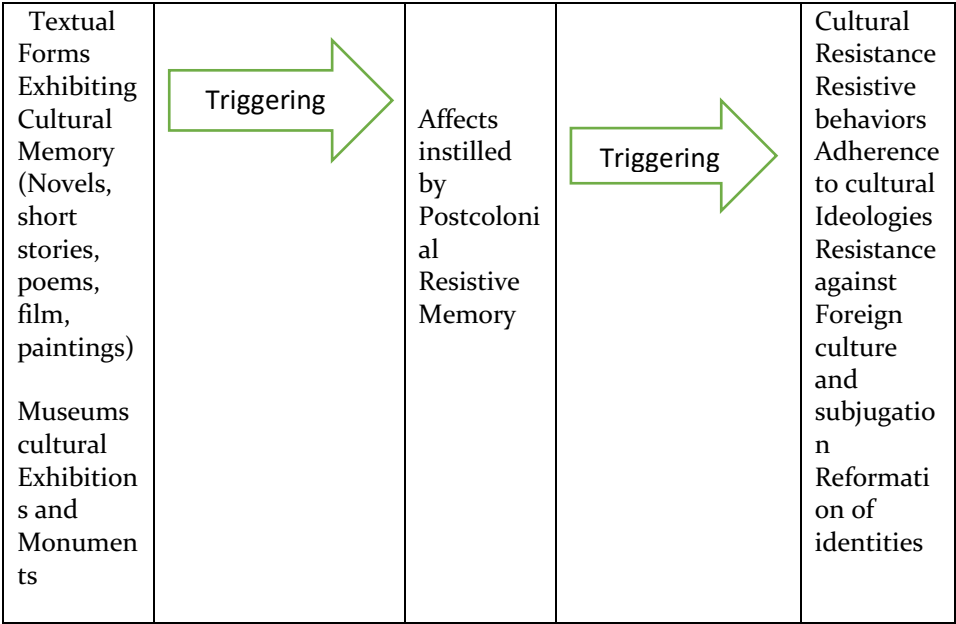 Textual
Forms
Exhibiting
Cultural
Memory
(Novels,
short
stories,
poems,
film,
paintings)
Museums
cultural
Exhibition
s and
Monumen
ts
Triggering
Affects
instilled
by
Postcoloni
al
Resistive
Memory
Triggering
Cultural
Resistance
Resistive
behaviors
Adherence
to cultural
Ideologies
Resistance
against
Foreign
culture
and
subjugatio
n
Reformati
on of
identities